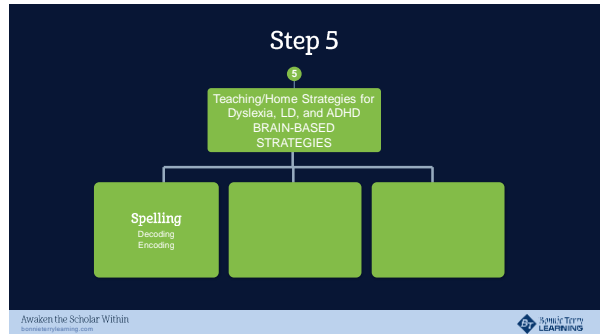 Step 5
5
Teaching/Home Strategies for
Dyslexia, LD, and ADHD
BRAIN-BASED
STRATEGIES
Spelling
Decoding
Encoding
Awaken the Scholar Within
bonnieterrylearning.com
BT
Bonnie Terry
LEARNING